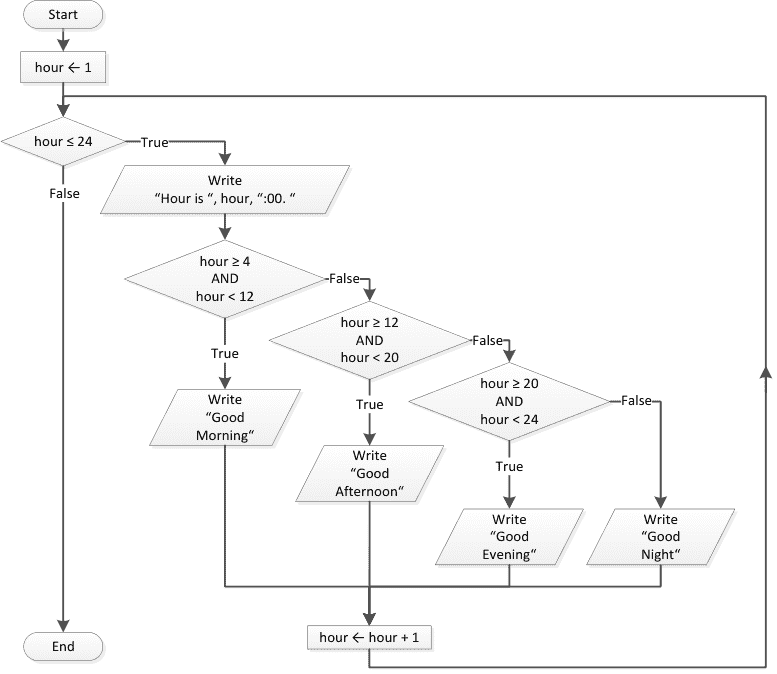 Start
hour ← 1
hour ≤ 24
True
False
Write
“Hour is “, hour, “:00. “
hour ≥ 4
AND
hour < 12
False
True
hour ≥ 12
AND
hour < 20
False
True
hour ≥ 20
AND
hour < 24
False
True
Write
“Good
Morning“
Write
“Good
Afternoon“
Write
“Good
Evening“
Write
“Good
Night“
hour ← hour + 1
End